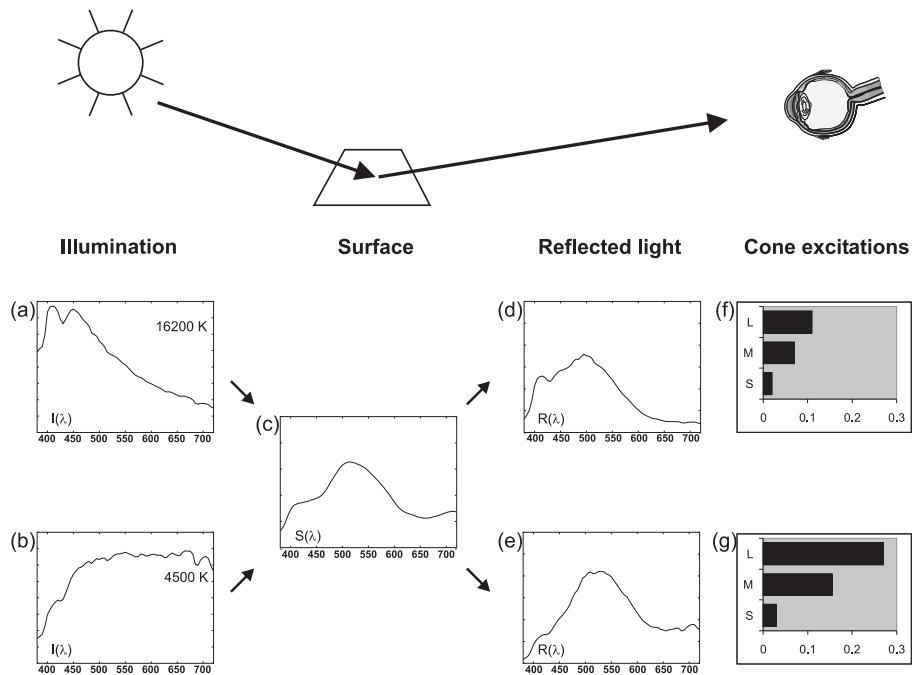 Illumination
Surface
Reflected light
Cone excitations
(a)
16200 K
I(λ)
400 450 500 550 600 650 700
(b)
4500 K
I(λ)
400 450 500 550 600 650 700
(c)
S(λ)
400 450 500 550 600 650 700
(d)
R(λ)
400 450 500 550 600 650 700
(e)
R(λ)
400 450 500 550 600 650 700
(f)
L
M
S
0 0.1 0.2 0.3
(g)
L
M
S
0 0.1 0.2 0.3